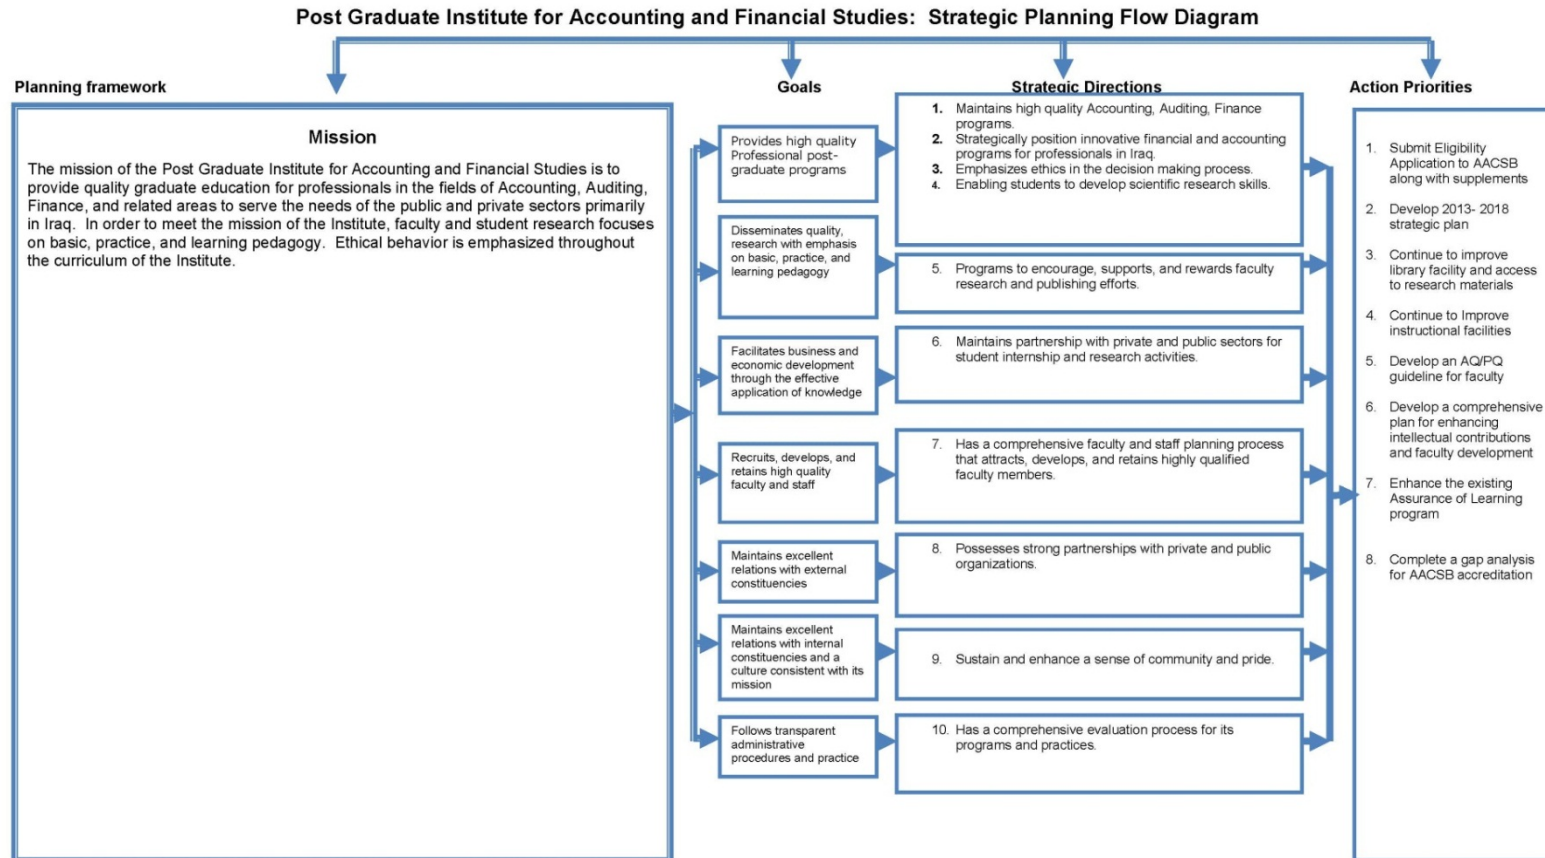 Post Graduate Institute for Accounting and Financial Studies: Strategic Planning Flow Diagram
Planning framework
Goals
Strategic Directions
Action Priorities
Mission
The mission of the Post Graduate Institute for Accounting and Financial Studies is to
provide quality graduate education for professionals in the fields of Accounting, Auditing,
Finance, and related areas to serve the needs of the public and private sectors primarily
in Iraq. In order to meet the mission of the Institute, faculty and student research focuses
on basic, practice, and learning pedagogy. Ethical behavior is emphasized throughout
the curriculum of the Institute.
Provides high quality
Professional post-
graduate programs
Disseminates quality,
research with emphasis
on basic, practice, and
learning pedagogy
Facilitates business and
economic development
through the effective
application of knowledge
Recruits, develops, and
retains high quality
faculty and staff
Maintains excellent
relations with external
constituencies
Maintains excellent
relations with internal
constituencies and a
culture consistent with its
mission
Follows transparent
administrative
procedures and practice
1. Maintains high quality Accounting, Auditing, Finance
programs.
2. Strategically position innovative financial and accounting
programs for professionals in Iraq.
3. Emphasizes ethics in the decision making process.
4. Enabling students to develop scientific research skills.
5. Programs to encourage, supports, and rewards faculty
research and publishing efforts.
6. Maintains partnership with private and public sectors for
student internship and research activities.
7. Has a comprehensive faculty and staff planning process
that attracts, develops, and retains highly qualified
faculty members.
8. Possesses strong partnerships with private and public
organizations.
9. Sustain and enhance a sense of community and pride.
10. Has a comprehensive evaluation process for its
programs and practices.
1. Submit Eligibility
Application to AACSB
along with supplements
2. Develop 2013- 2018
strategic plan
3. Continue to improve
library facility and access
to research materials
4. Continue to Improve
instructional facilities
5. Develop an AQ/PQ
guideline for faculty
6. Develop a comprehensive
plan for enhancing
intellectual contributions
and faculty development
7. Enhance the existing
Assurance of Learning
program
8. Complete a gap analysis
for AACSB accreditation